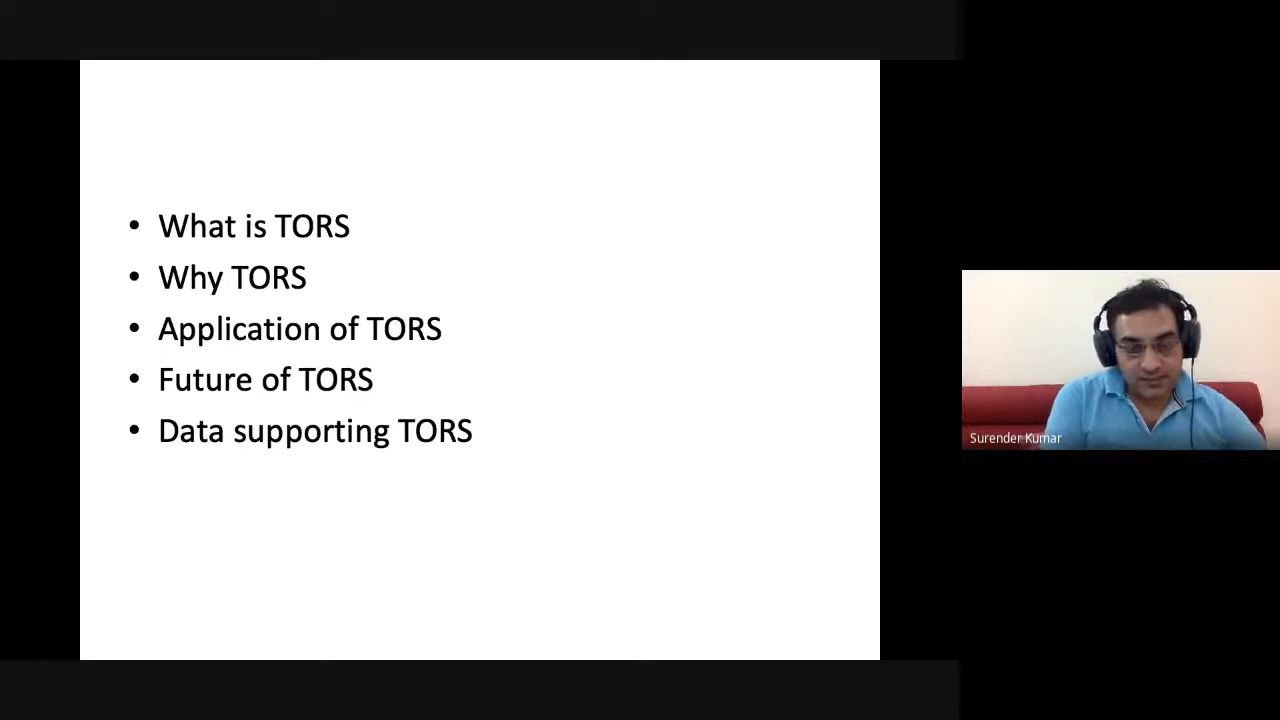 • What is TORS
• Why TORS
• Application of TORS
• Future of TORS
• Data supporting TORS
Surender Kumar